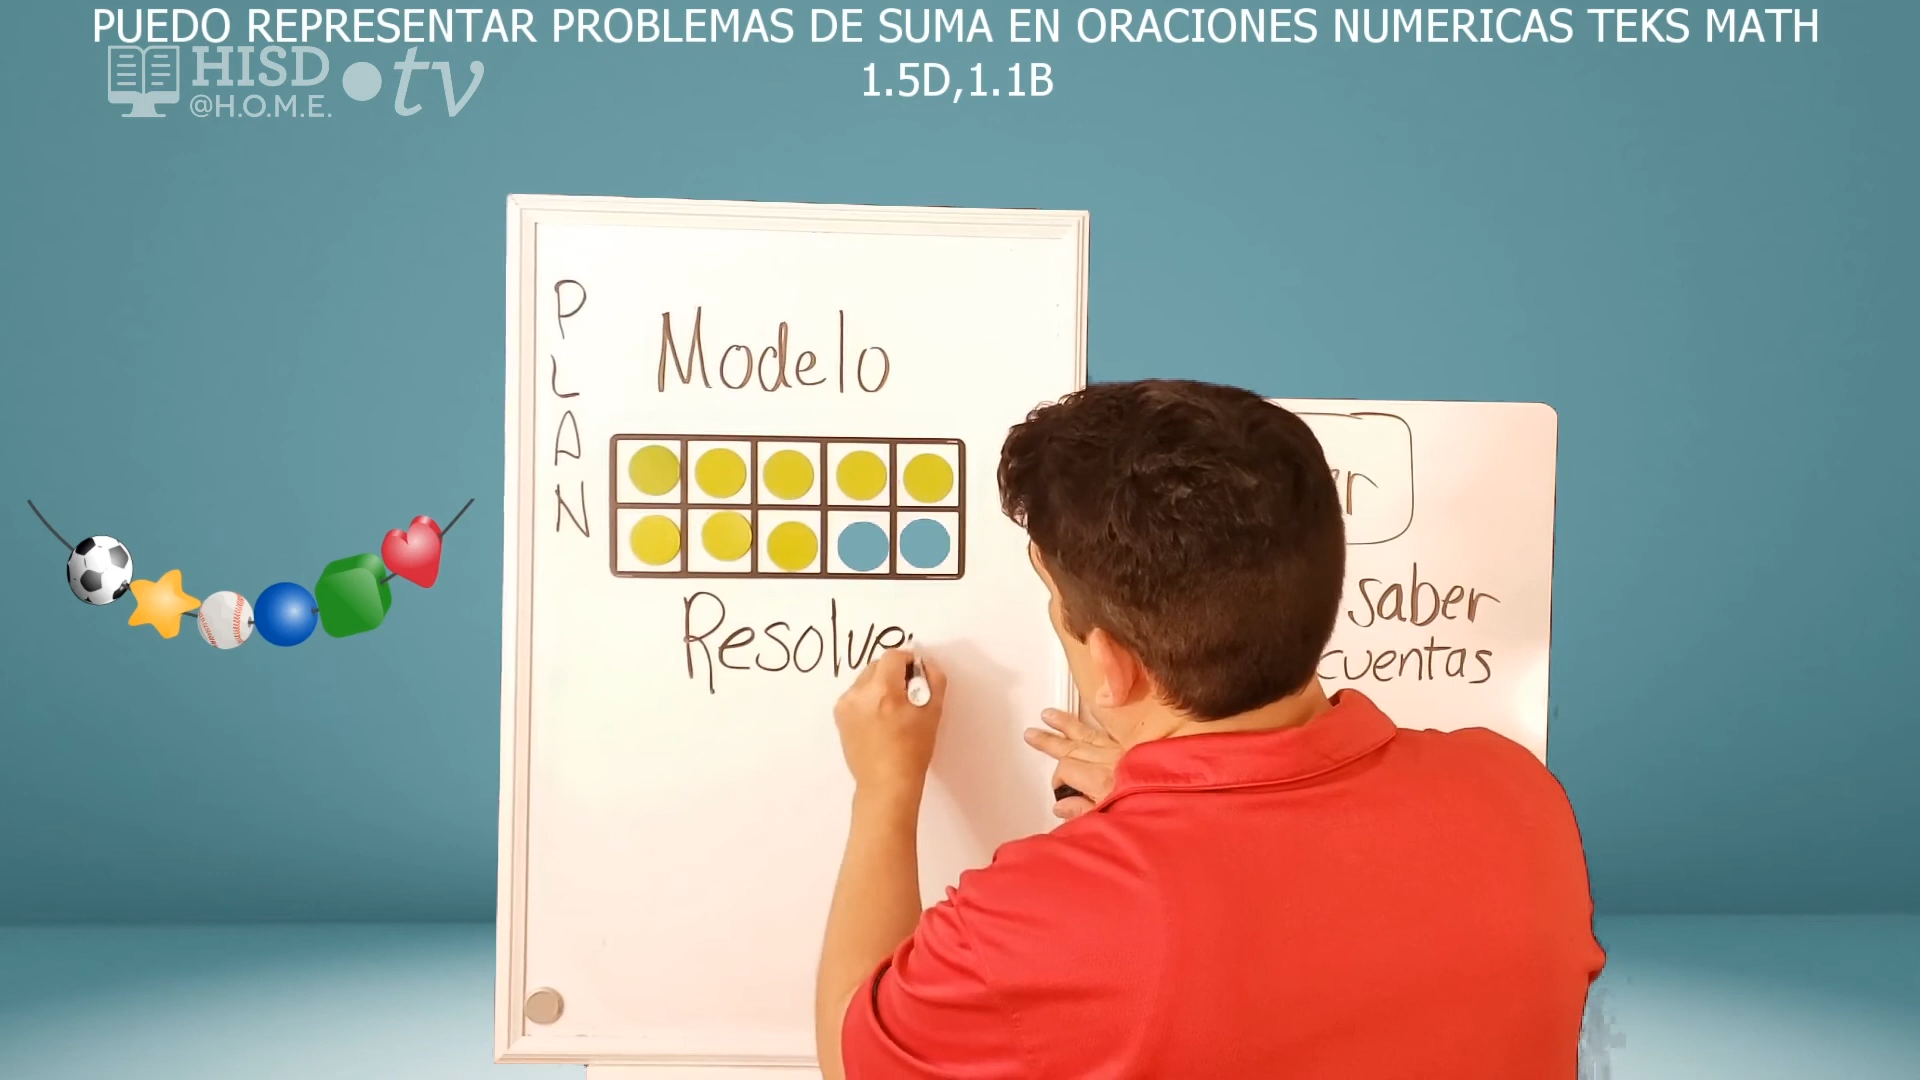 PUEDO REPRESENTAR PROBLEMAS DE SUMA EN ORACIONES NUMERICAS TEKS MATH
1.5D,1.1B
HISD
@H.O.M.E.
tv
PLAN
Modelo
Resolve
saber
cuentas